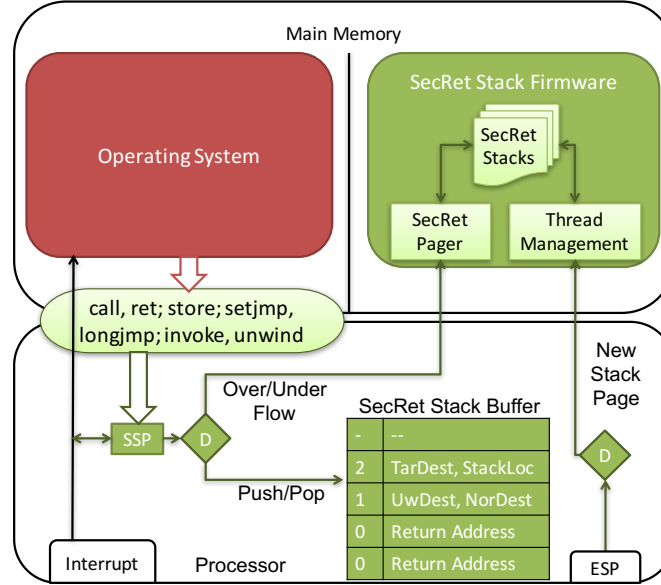 Main Memory
Operating System
SecRet Stack Firmware
SecRet
Stacks
SecRet
Pager
Thread
Management
call, ret; store; setjmp,
longjmp; invoke, unwind
Over/Under
Flow
New
Stack
Page
SSP
D
Push/Pop
SecRet Stack Buffer
- --
2 TarDest, StackLoc
1 UwDest, NorDest
0 Return Address
0 Return Address
D
Interrupt
Processor
ESP